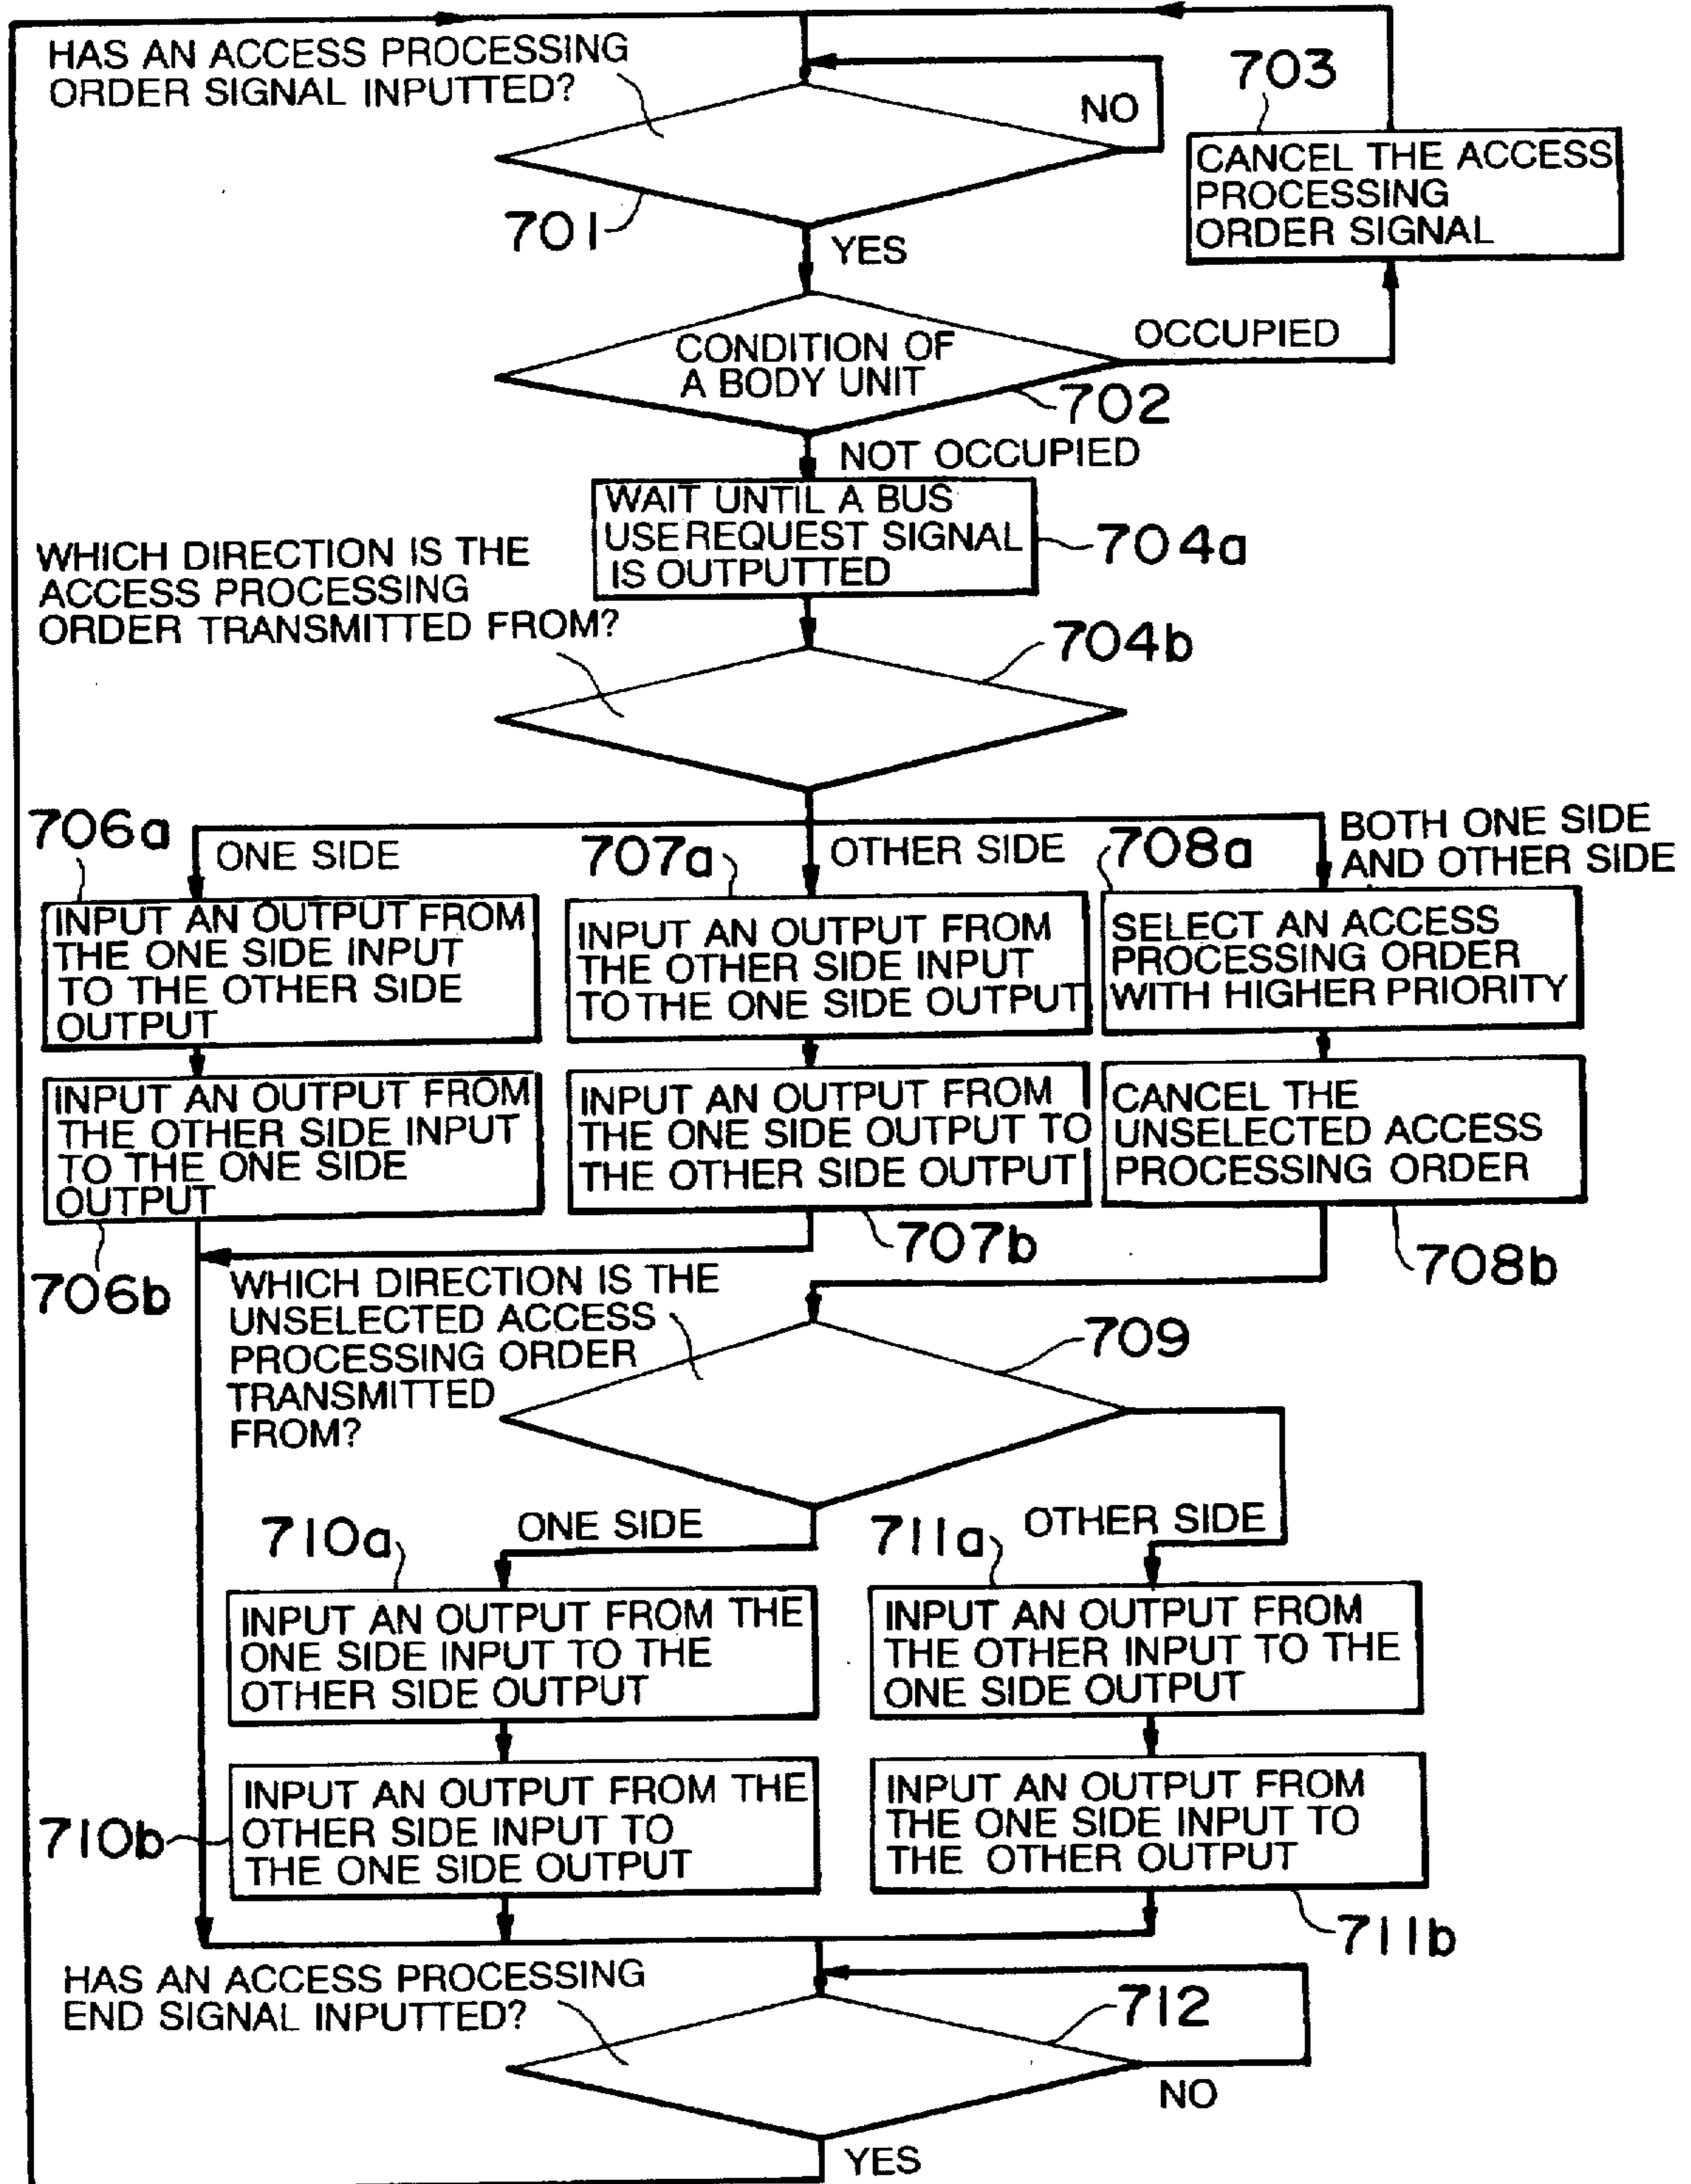 HAS AN ACCESS PROCESSING
ORDER SIGNAL INPUTTED?
NO
703
CANCEL THE ACCESS
PROCESSING
ORDER SIGNAL
701
YES
CONDITION OF
A BODY UNIT
OCCUPIED
702
NOT OCCUPIED
WAIT UNTIL A BUS
USE REQUEST SIGNAL
IS OUTPUTTED
704a
WHICH DIRECTION IS THE
ACCESS PROCESSING
ORDER TRANSMITTED FROM?
704b
706a
ONE SIDE
707a
OTHER SIDE
708a
BOTH ONE SIDE
AND OTHER SIDE
INPUT AN OUTPUT FROM
THE ONE SIDE INPUT
TO THE OTHER SIDE
OUTPUT
INPUT AN OUTPUT FROM
THE OTHER SIDE INPUT
TO THE ONE SIDE OUTPUT
SELECT AN ACCESS
PROCESSING ORDER
WITH HIGHER PRIORITY
INPUT AN OUTPUT FROM
THE OTHER SIDE INPUT
TO THE ONE SIDE
OUTPUT
INPUT AN OUTPUT FROM
THE ONE SIDE OUTPUT TO
THE OTHER SIDE OUTPUT
CANCEL THE
UNSELECTED ACCESS
PROCESSING ORDER
706b
707b
708b
WHICH DIRECTION IS THE
UNSELECTED ACCESS
PROCESSING ORDER
TRANSMITTED
FROM?
709
710a
ONE SIDE
711a
OTHER SIDE
INPUT AN OUTPUT FROM THE
ONE SIDE INPUT TO THE
OTHER SIDE OUTPUT
INPUT AN OUTPUT FROM
THE OTHER INPUT TO THE
ONE SIDE OUTPUT
710b
INPUT AN OUTPUT FROM THE
OTHER SIDE INPUT TO
THE ONE SIDE OUTPUT
INPUT AN OUTPUT FROM
THE ONE SIDE INPUT TO
THE OTHER OUTPUT
711b
HAS AN ACCESS PROCESSING
END SIGNAL INPUTTED?
712
NO
YES